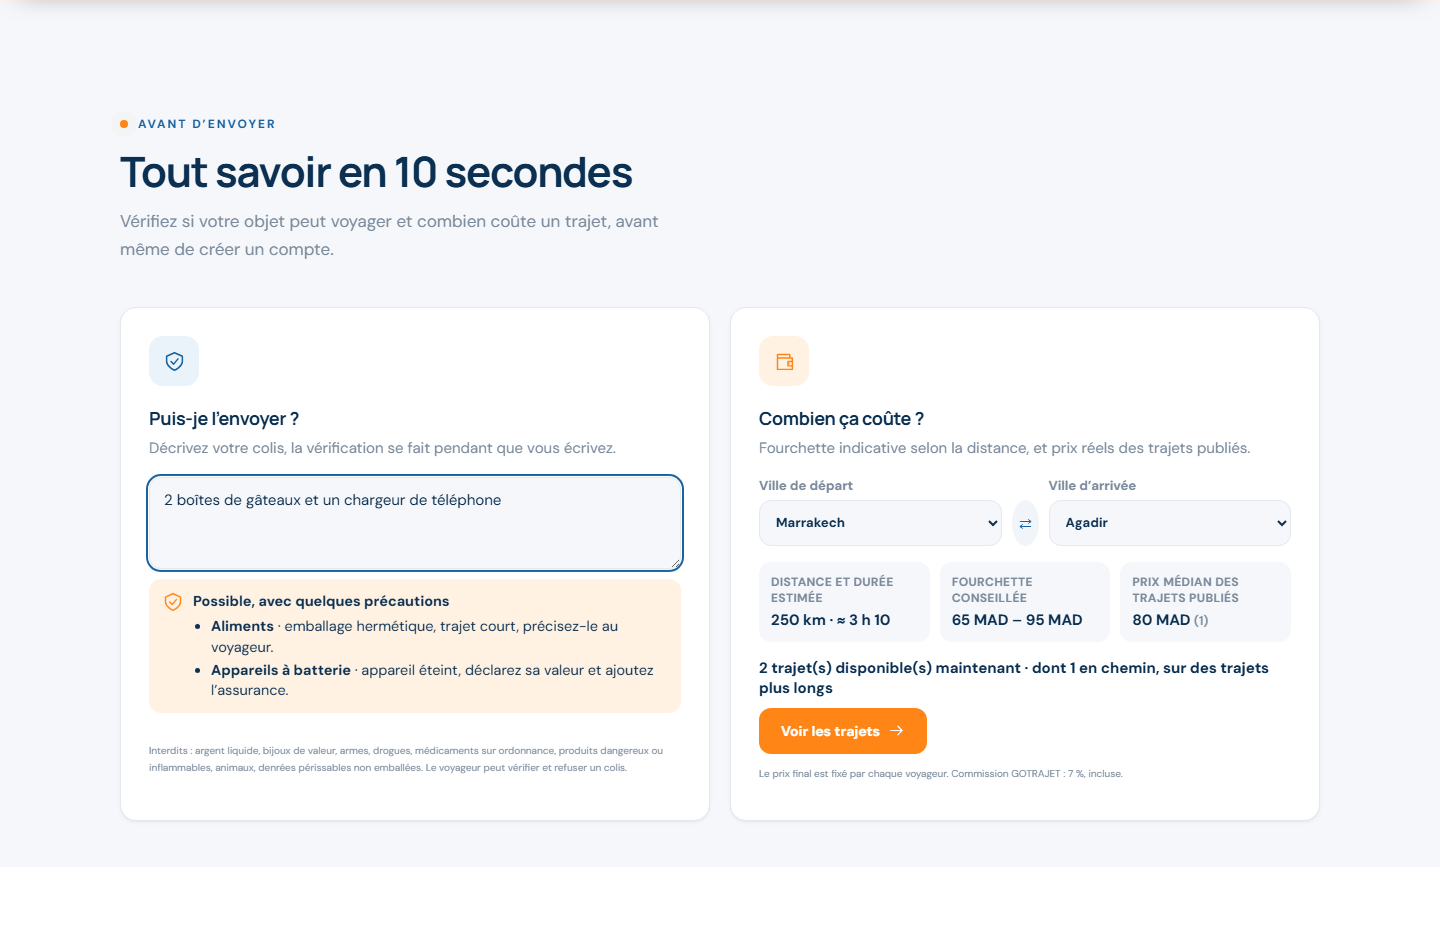 AVANT D’ENVOYER
Tout savoir en 10 secondes
Vérifiez si votre objet peut voyager et combien coûte un trajet, avant
même de créer un compte.
Puis-je l’envoyer ?
Décrivez votre colis, la vérification se fait pendant que vous écrivez.
2 boîtes de gâteaux et un chargeur de téléphone
Possible, avec quelques précautions
• Aliments · emballage hermétique, trajet court, précisez-le au
voyageur.
• Appareils à batterie · appareil éteint, déclarez sa valeur et ajoutez
l’assurance.
Interdits : argent liquide, bijoux de valeur, armes, drogues, médicaments sur ordonnance, produits dangereux ou
inflammables, animaux, denrées périssables non emballées. Le voyageur peut vérifier et refuser un colis.
Combien ça coûte ?
Fourchette indicative selon la distance, et prix réels des trajets publiés.
Ville de départ
Marrakech
⇄
Ville d’arrivée
Agadir
DISTANCE ET DURÉE
ESTIMÉE
250 km · ≈ 3 h 10
FOURCHETTE
CONSEILLÉE
65 MAD – 95 MAD
PRIX MÉDIAN DES
TRAJETS PUBLIÉS
80 MAD (1)
2 trajet(s) disponible(s) maintenant · dont 1 en chemin, sur des trajets
plus longs
Voir les trajets →
Le prix final est fixé par chaque voyageur. Commission GOTRAJET : 7 %, incluse.